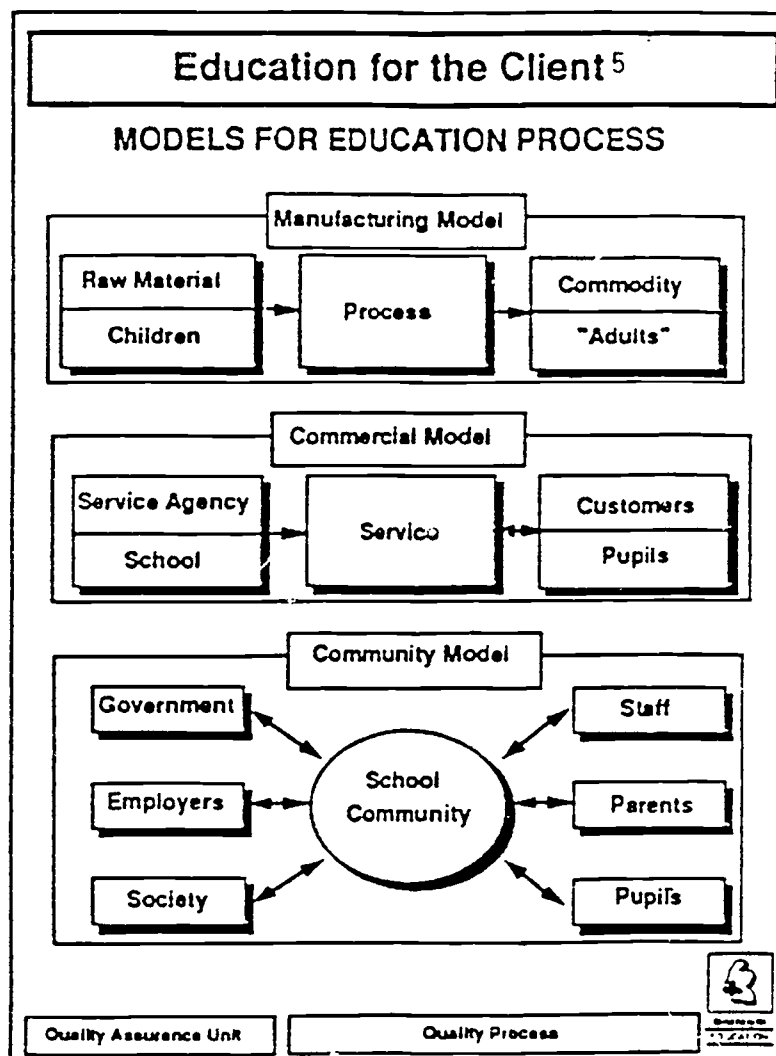 Education for the Client 5
MODELS FOR EDUCATION PROCESS
Manufacturing Model
Raw Material
Children
Process
Commodity
"Adults"
Commercial Model
Service Agency
School
Service
Customers
Pupils
Community Model
Government
Employers
Society
School
Community
Staff
Parents
Pupils
Quality Assurance Unit
Quality Process
EDUCATION